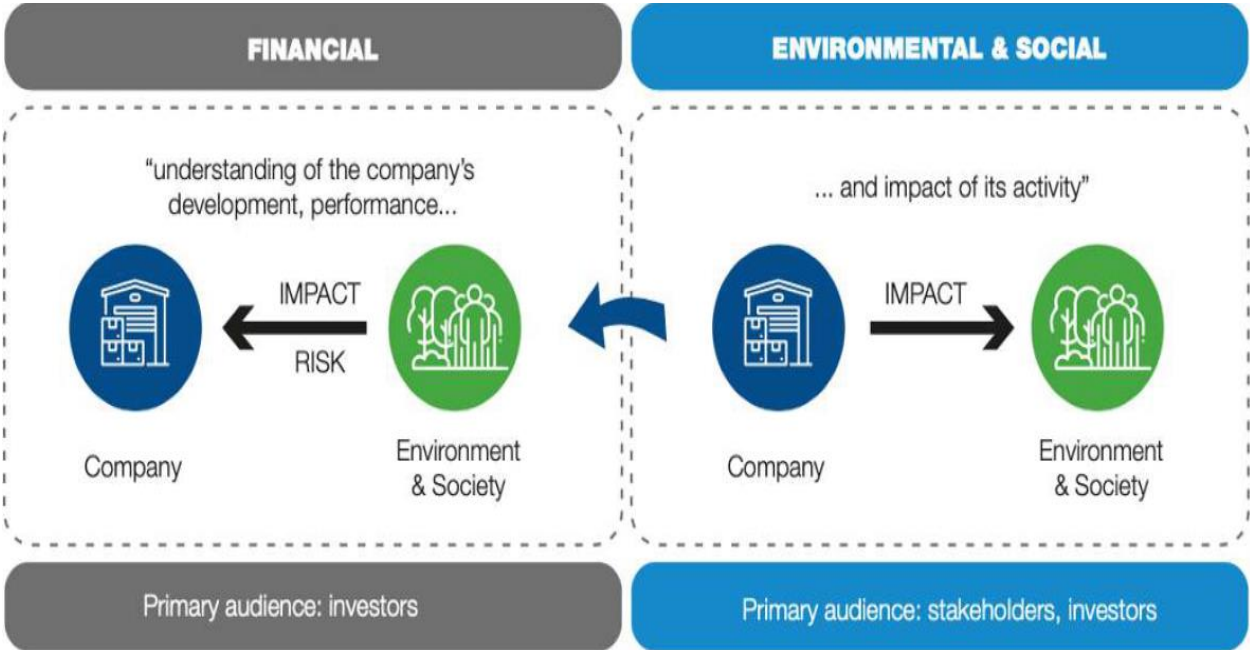 FINANCIAL
"understanding of the company's
development, performance...
IMPACT
RISK
Company
Environment
& Society
Primary audience: investors
ENVIRONMENTAL & SOCIAL
... and impact of its activity"
IMPACT
Company
Environment
& Society
Primary audience: stakeholders, investors